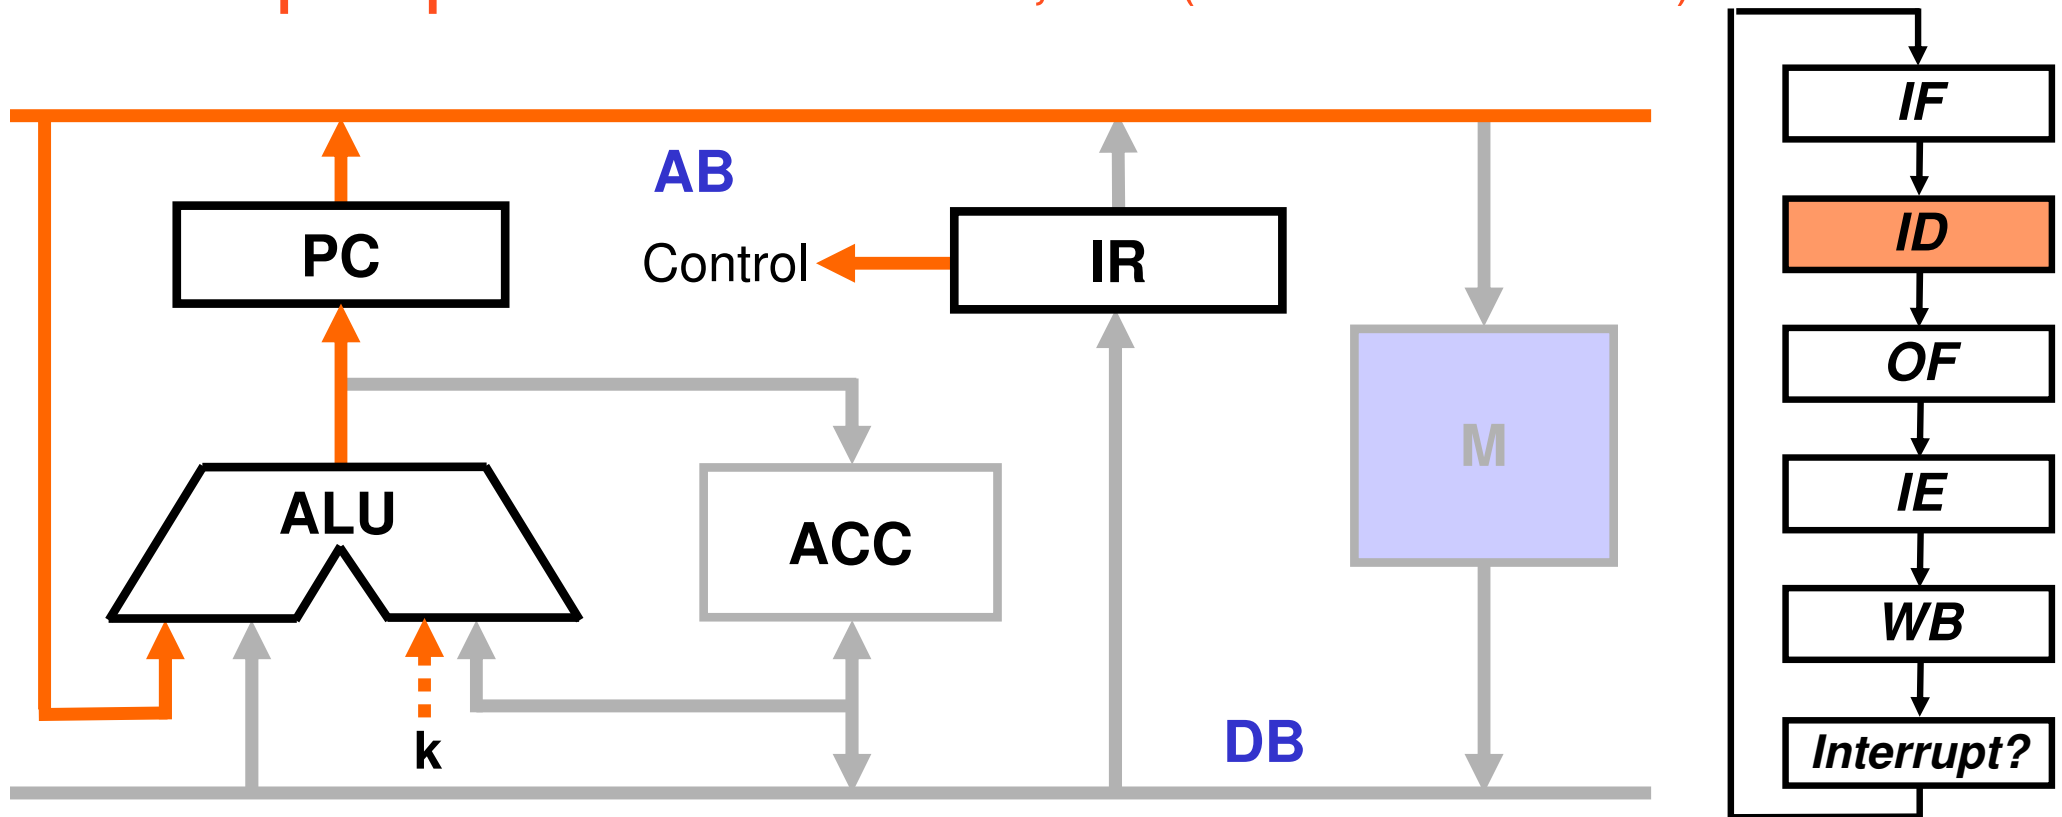 AB
PC
Control
IR
M
ALU
ACC
k
DB
IF
ID
OF
IE
WB
Interrupt?